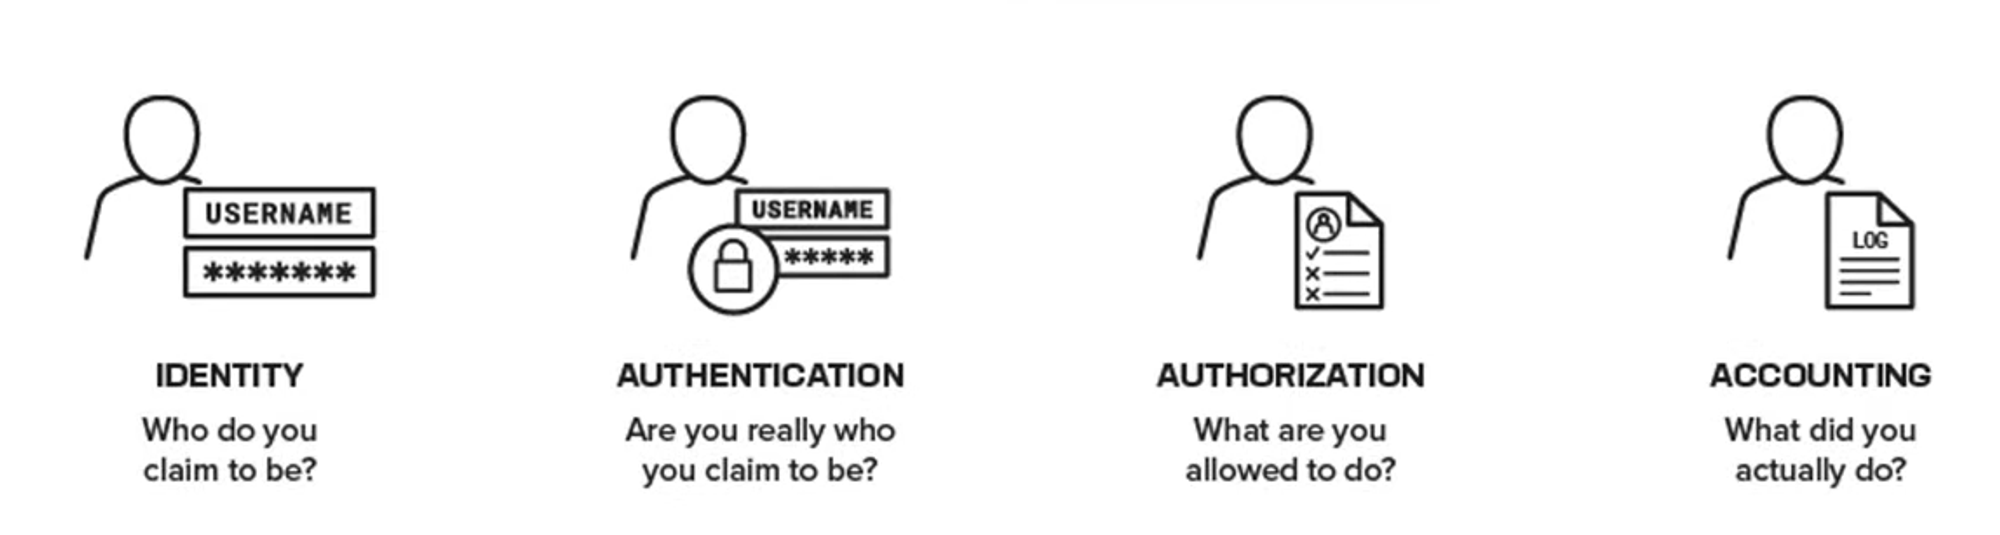 USERNAME
*******
IDENTITY
Who do you
claim to be?
USERNAME
*****
AUTHENTICATION
Are you really who
you claim to be?
AUTHORIZATION
What are you
allowed to do?
LOG
ACCOUNTING
What did you
actually do?